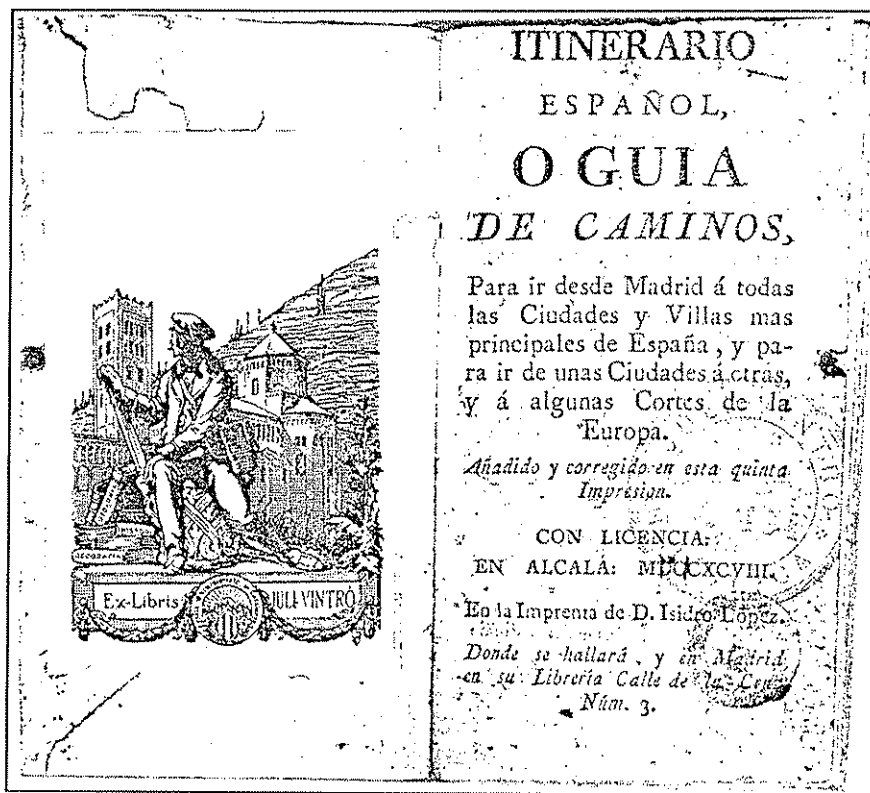 Ex-Libris
JULI VINTRÓ
ITINERARIO
ESPAÑOL,
O GUIA
DE CAMINOS,
Para ir desde Madrid á todas
las Ciudades y Villas mas
principales de España, y pa-
ra ir de unas Ciudades á otras,
y á algunas Cortes de la
Europa.
Añadido y corregido en esta quinta
Impresion.
CON LICENCIA:
EN ALCALÁ: MDCCXCVIII.
En la Imprenta de D. Isidro Lopez.
Donde se hallará, y en Madrid
en su Librería Calle de la
Núm. 3.